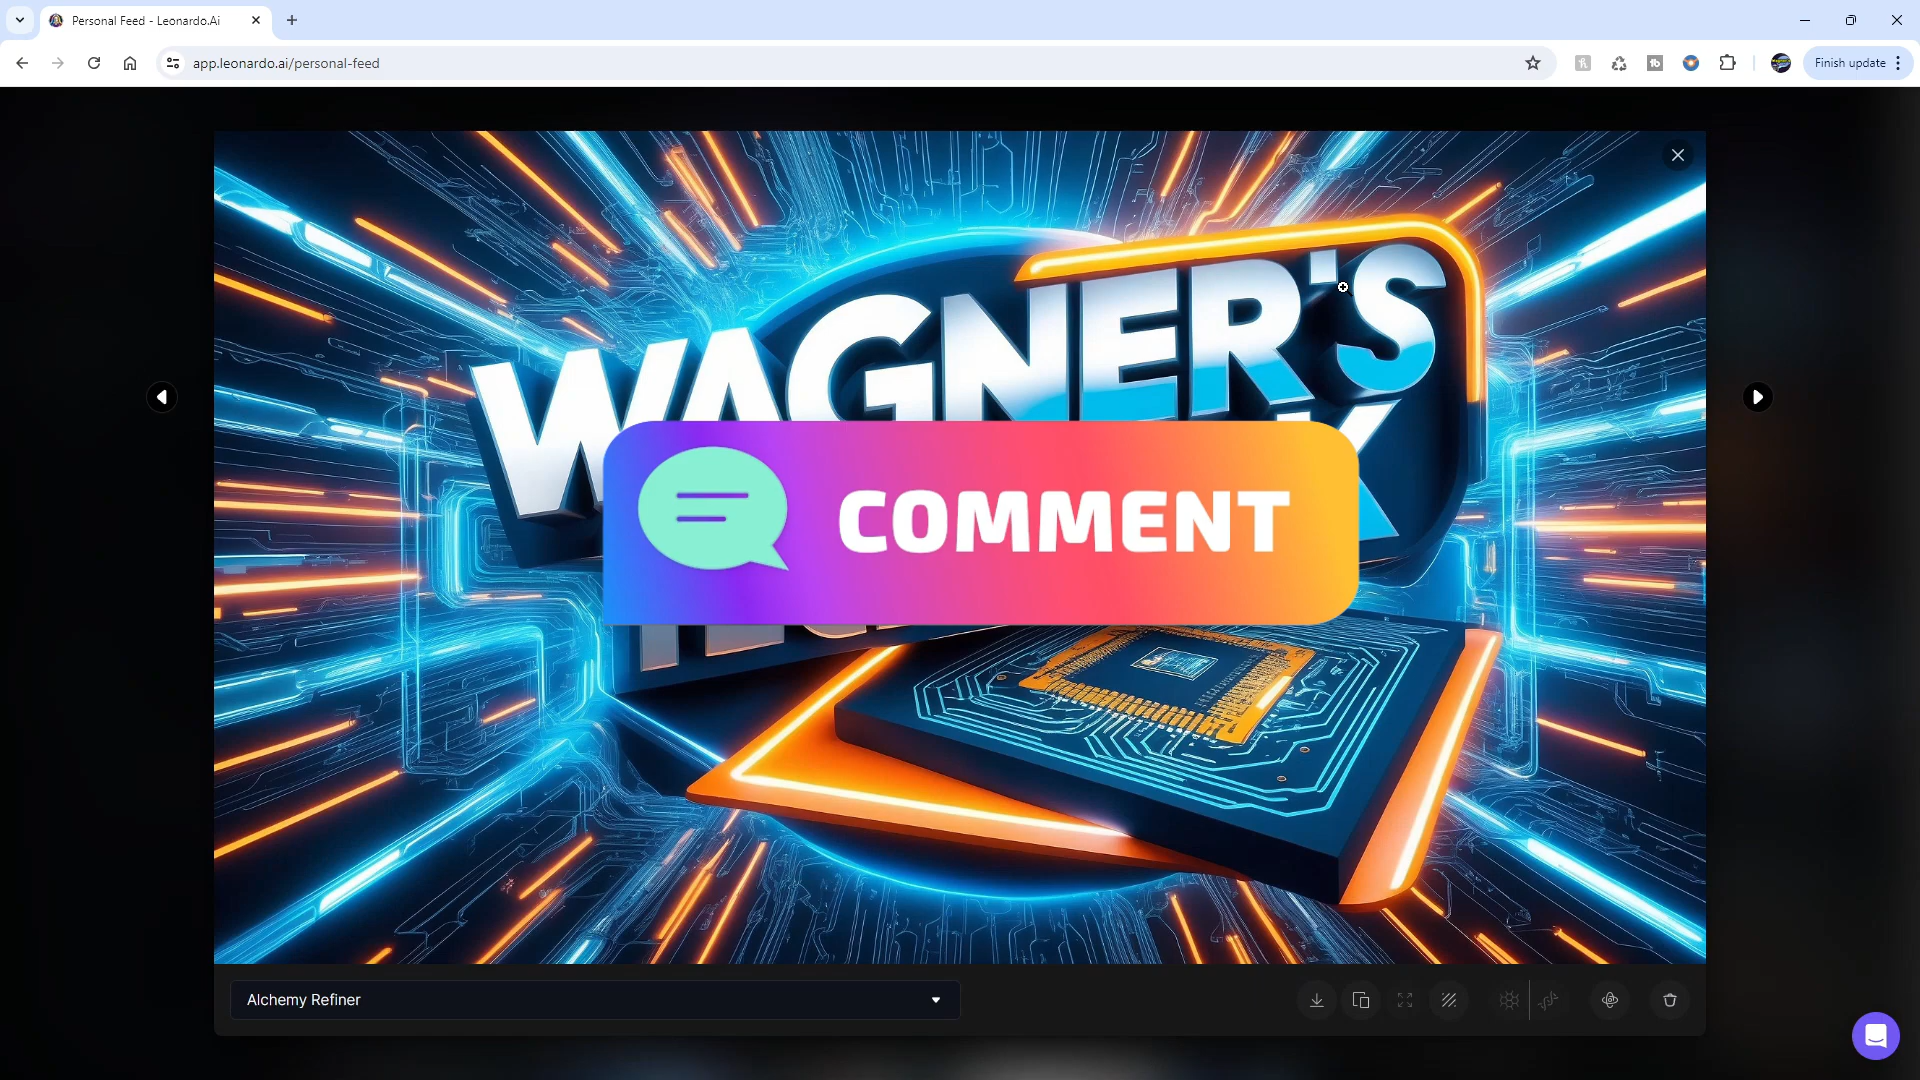 Personal Feed - Leonardo.Ai
app.leonardo.ai/personal-feed
Finish update
WAGNER'S
COMMENT
Alchemy Refiner